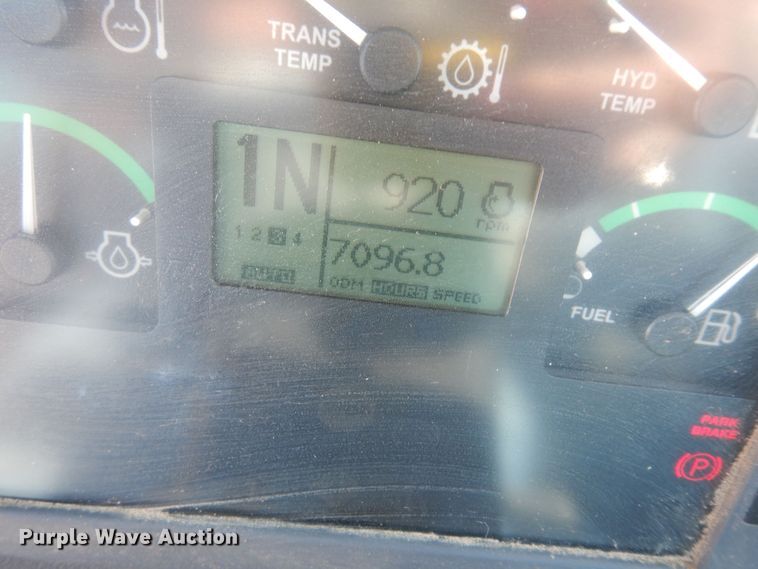 TRANS
TEMP
HYD
TEMP
1N
920
rpm
1 2 3 4
7096.8
AUTO
ODM HOURS SPEED
FUEL
PARK
BRAKE
P
Purple Wave Auction®